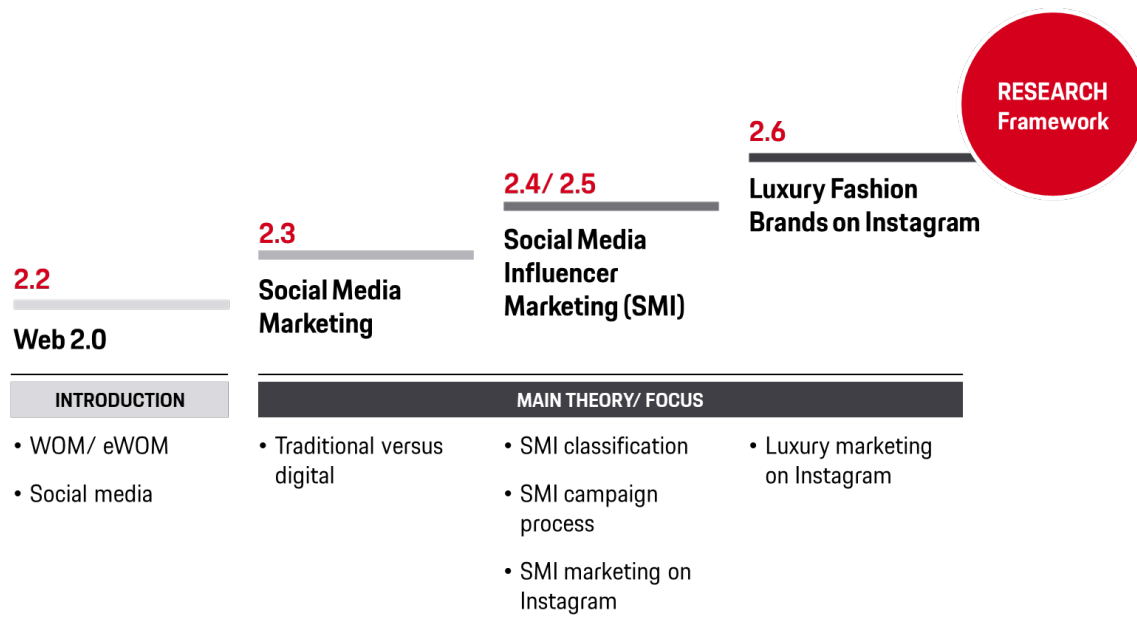 RESEARCH
Framework
2.6
Luxury Fashion
Brands on Instagram
2.4/ 2.5
Social Media
Influencer
Marketing (SMI)
2.3
Social Media
Marketing
2.2
Web 2.0
INTRODUCTION
MAIN THEORY/ FOCUS
• WOM/ eWOM
• Social media
• Traditional versus
digital
• SMI classification
• SMI campaign
process
• SMI marketing on
Instagram
• Luxury marketing
on Instagram